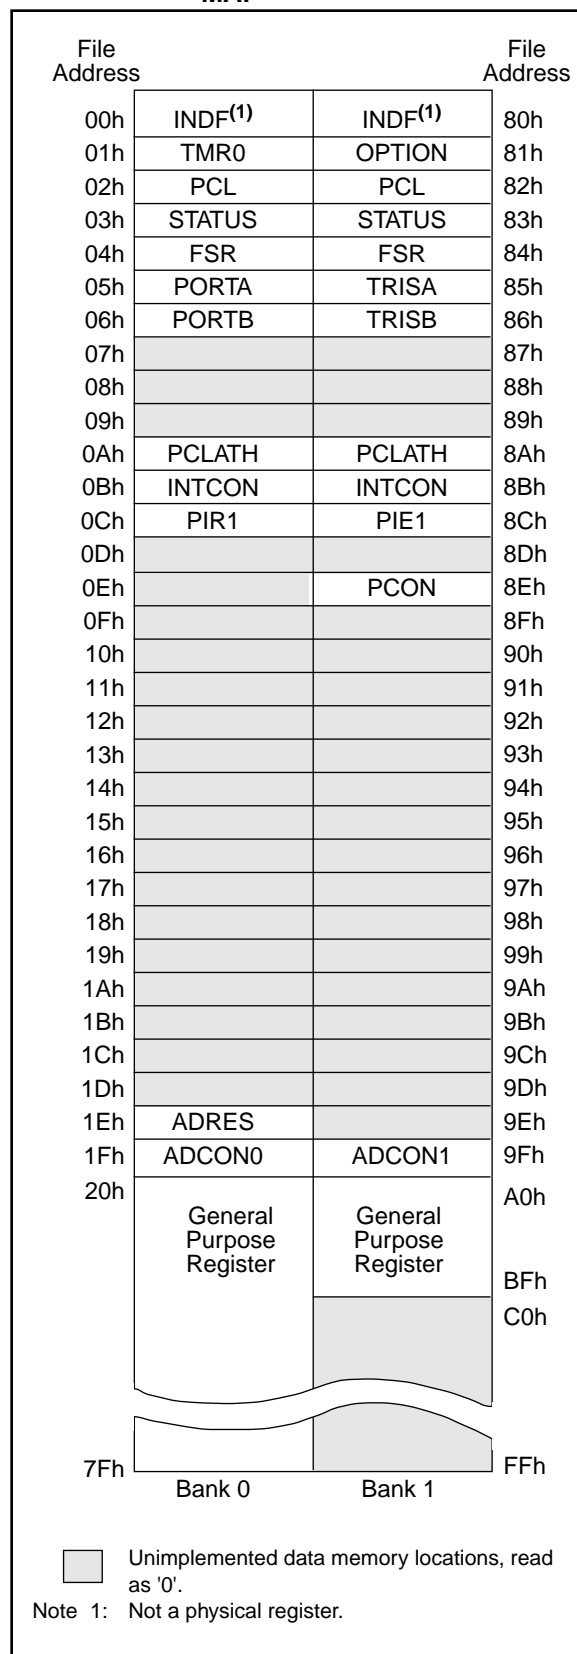 File Address File Address
00h INDF(1) INDF(1) 80h
01h TMR0 OPTION 81h
02h PCL PCL 82h
03h STATUS STATUS 83h
04h FSR FSR 84h
05h PORTA TRISA 85h
06h PORTB TRISB 86h
07h 87h
08h 88h
09h 89h
0Ah PCLATH PCLATH 8Ah
0Bh INTCON INTCON 8Bh
0Ch PIR1 PIE1 8Ch
0Dh 8Dh
0Eh PCON 8Eh
0Fh 8Fh
10h 90h
11h 91h
12h 92h
13h 93h
14h 94h
15h 95h
16h 96h
17h 97h
18h 98h
19h 99h
1Ah 9Ah
1Bh 9Bh
1Ch 9Ch
1Dh 9Dh
1Eh ADRES 9Eh
1Fh ADCON0 ADCON1 9Fh
20h A0h
General General
Purpose Purpose
Register Register
BFh
C0h
7Fh FFh
Bank 0 Bank 1
Unimplemented data memory locations, read
as '0'.
Note 1: Not a physical register.